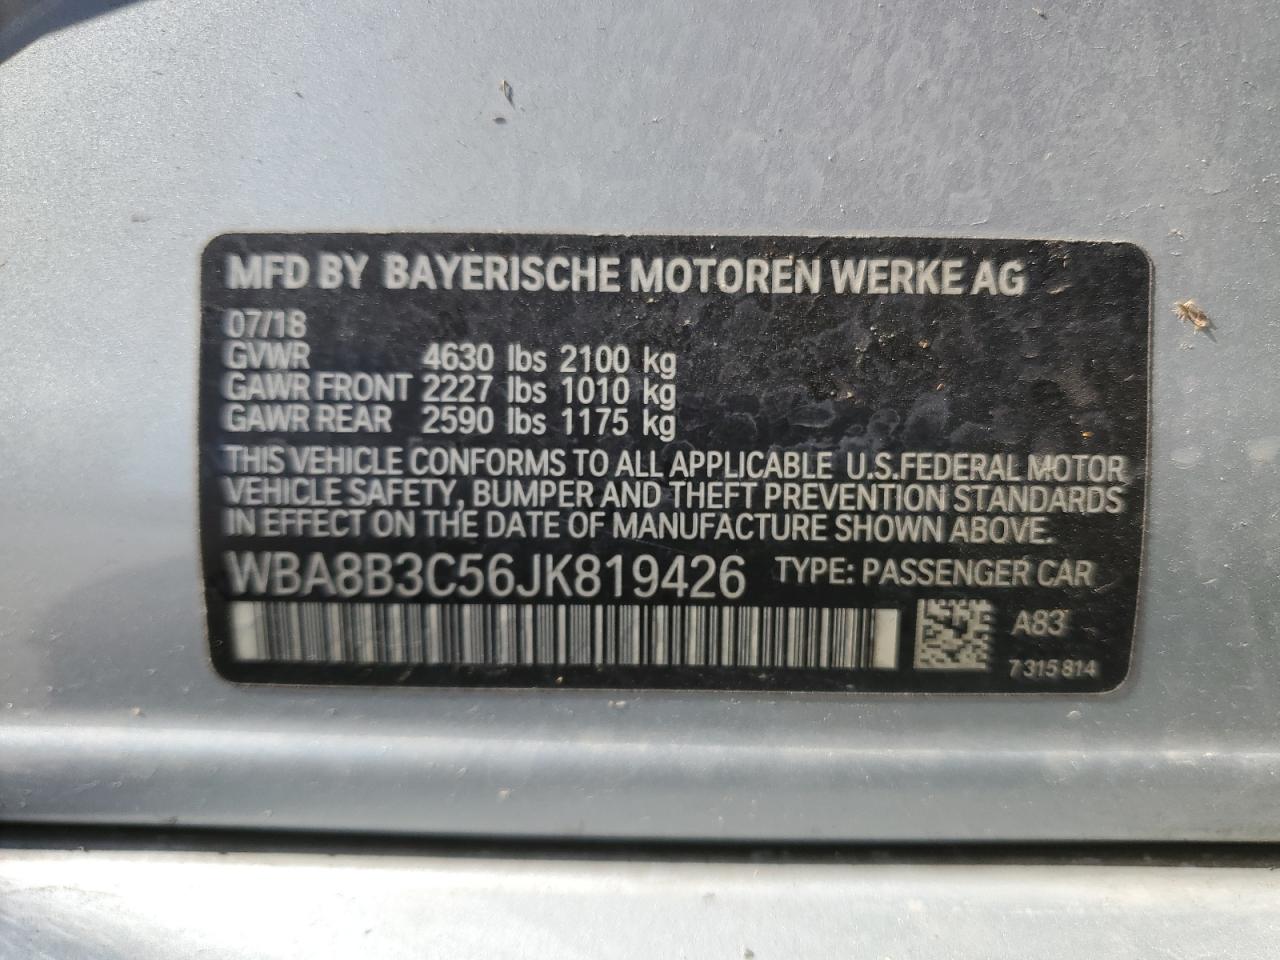 MFD BY BAYERISCHE MOTOREN WERKE AG
07/18
GVWR 4630 lbs 2100 kg
GAWR FRONT 2227 lbs 1010 kg
GAWR REAR 2590 lbs 1175 kg
THIS VEHICLE CONFORMS TO ALL APPLICABLE U.S.FEDERAL MOTOR
VEHICLE SAFETY, BUMPER AND THEFT PREVENTION STANDARDS
IN EFFECT ON THE DATE OF MANUFACTURE SHOWN ABOVE.
WBA8B3C56JK819426 TYPE: PASSENGER CAR
A83
7 315 814